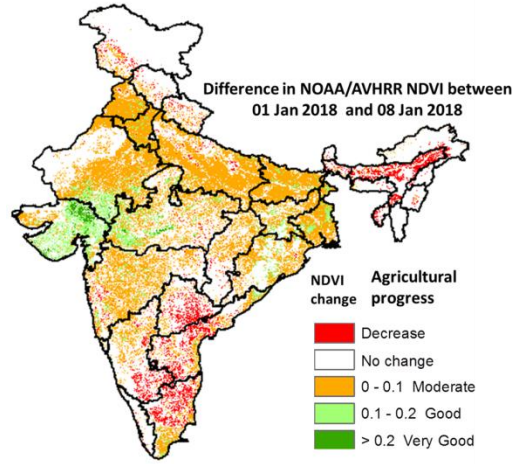 Difference in NOAA/AVHRR NDVI between
01 Jan 2018 and 08 Jan 2018
NDVI change Agricultural progress
Decrease
No change
0 - 0.1 Moderate
0.1 - 0.2 Good
> 0.2 Very Good